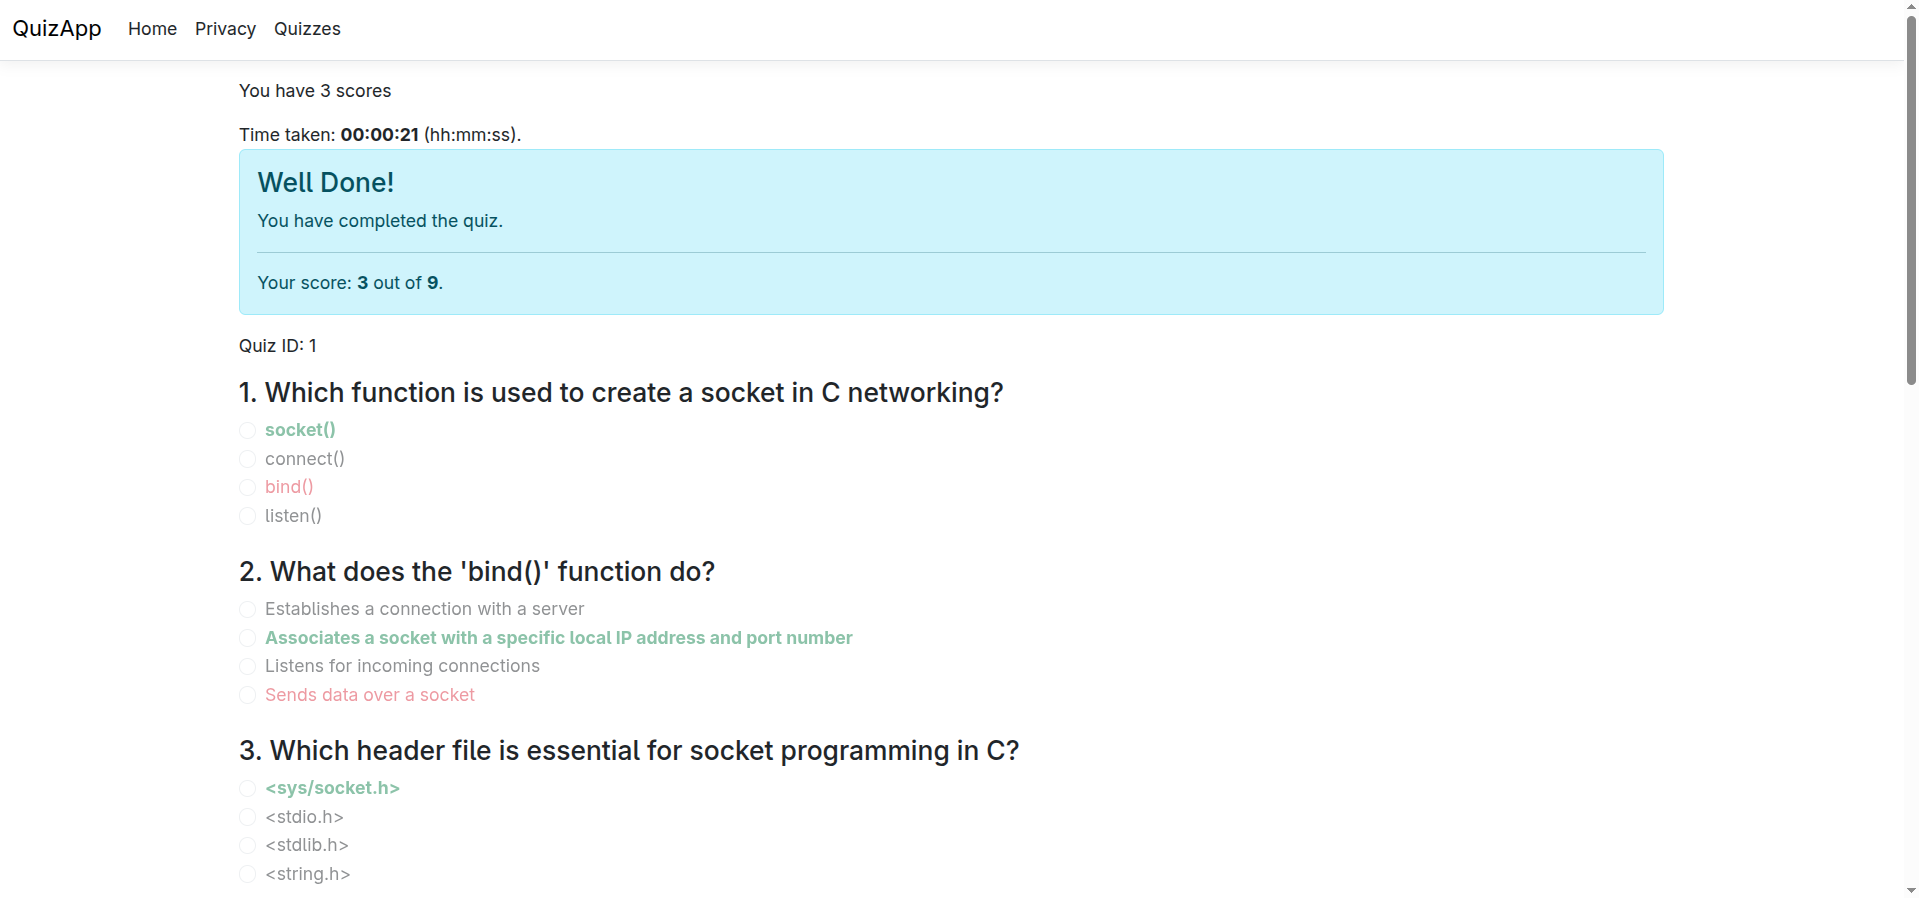 QuizApp Home Privacy Quizzes
You have 3 scores
Time taken: 00:00:21 (hh:mm:ss).
Well Done!
You have completed the quiz.
Your score: 3 out of 9.
Quiz ID: 1
1. Which function is used to create a socket in C networking?
socket()
connect()
bind()
listen()
2. What does the 'bind()' function do?
Establishes a connection with a server
Associates a socket with a specific local IP address and port number
Listens for incoming connections
Sends data over a socket
3. Which header file is essential for socket programming in C?
<sys/socket.h>
<stdio.h>
<stdlib.h>
<string.h>